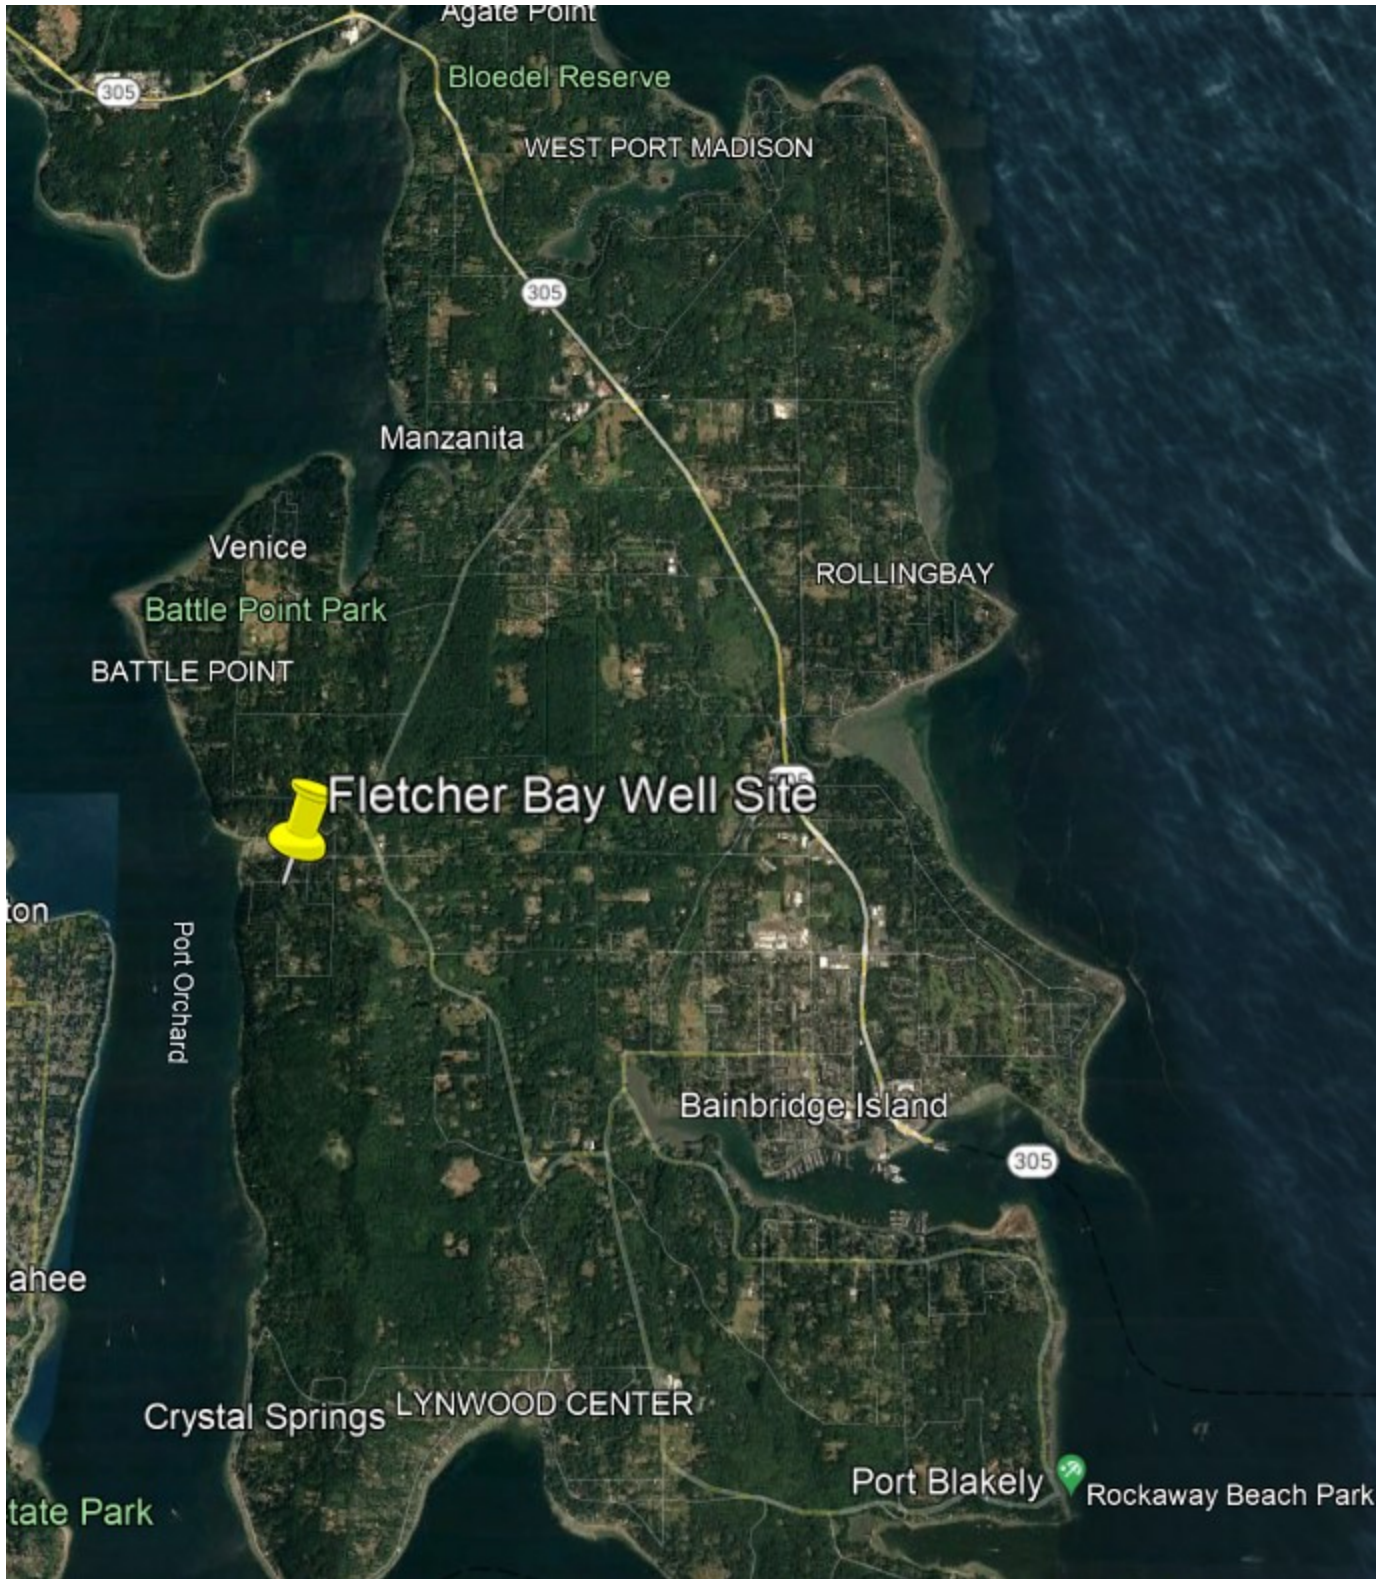 Agate Point
305
Bloedel Reserve
WEST PORT MADISON
305
Manzanita
Venice
ROLLINGBAY
Battle Point Park
BATTLE POINT
Fletcher Bay Well Site
305
ton
Port Orchard
Bainbridge Island
305
ahee
Crystal Springs
LYNWOOD CENTER
Port Blakely
Rockaway Beach Park
tate Park